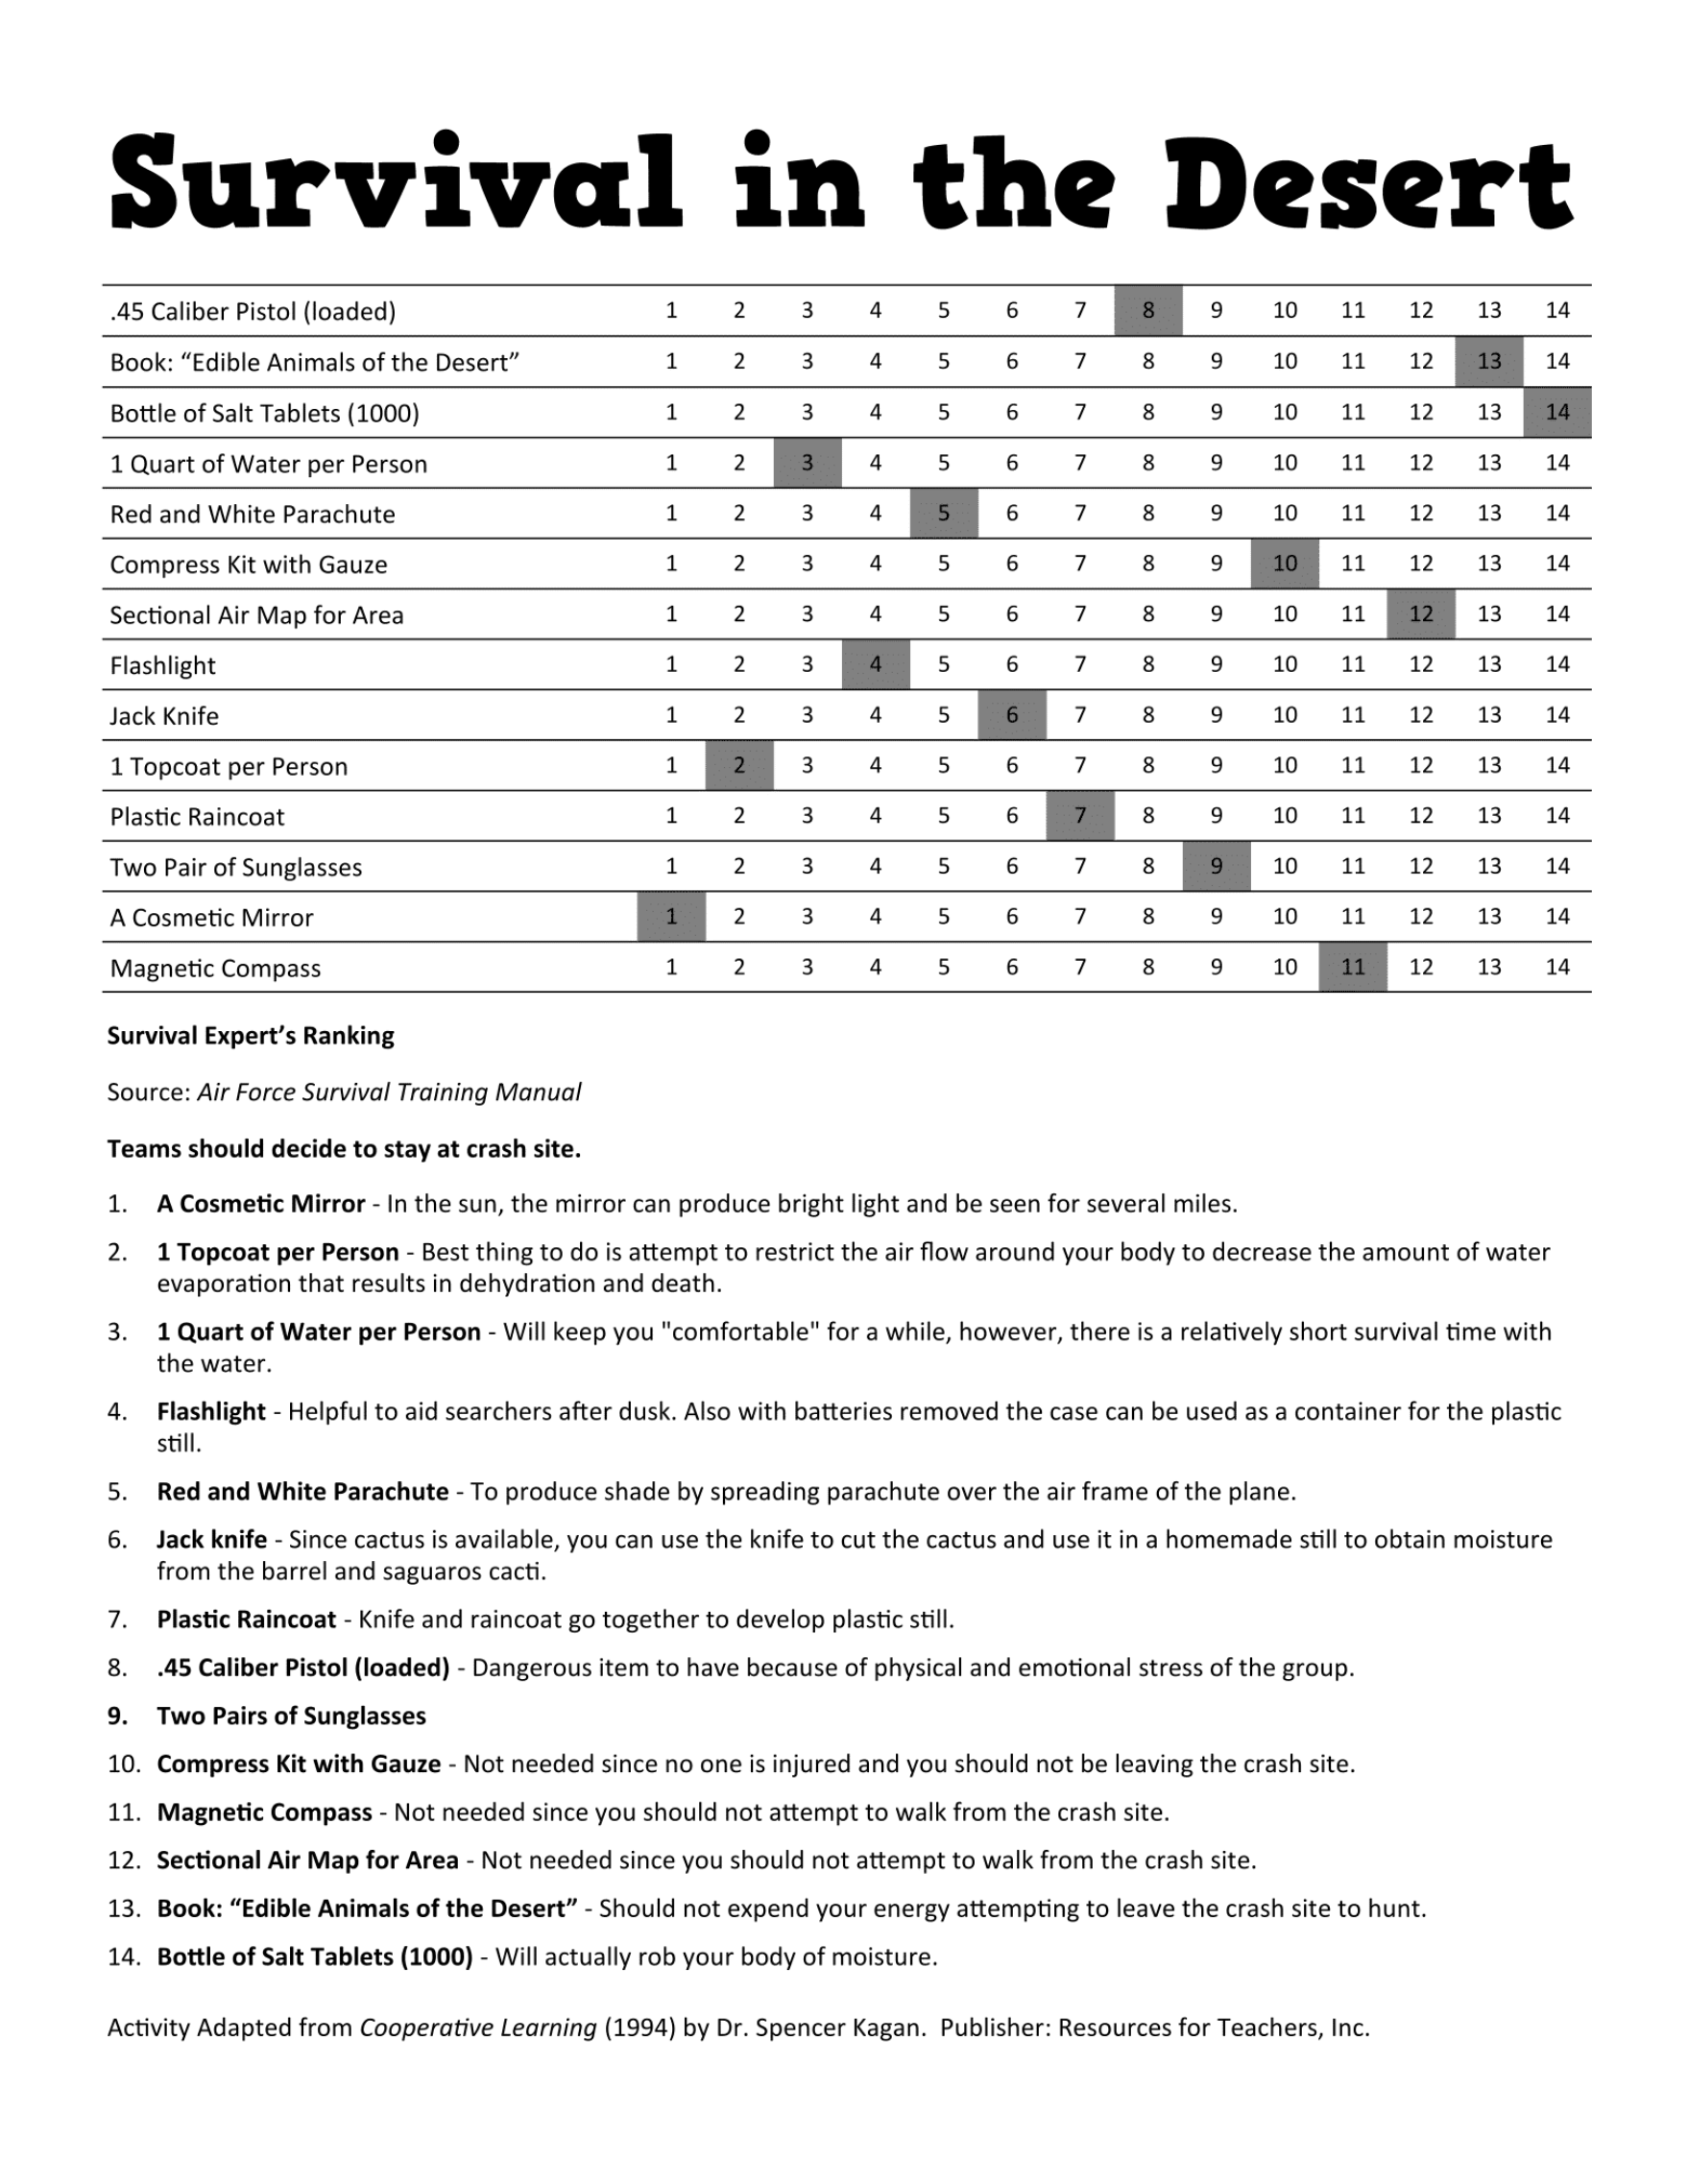 Survival in the Desert
.45 Caliber Pistol (loaded) 1 2 3 4 5 6 7 8 9 10 11 12 13 14
Book: “Edible Animals of the Desert” 1 2 3 4 5 6 7 8 9 10 11 12 13 14
Bottle of Salt Tablets (1000) 1 2 3 4 5 6 7 8 9 10 11 12 13 14
1 Quart of Water per Person 1 2 3 4 5 6 7 8 9 10 11 12 13 14
Red and White Parachute 1 2 3 4 5 6 7 8 9 10 11 12 13 14
Compress Kit with Gauze 1 2 3 4 5 6 7 8 9 10 11 12 13 14
Sectional Air Map for Area 1 2 3 4 5 6 7 8 9 10 11 12 13 14
Flashlight 1 2 3 4 5 6 7 8 9 10 11 12 13 14
Jack Knife 1 2 3 4 5 6 7 8 9 10 11 12 13 14
1 Topcoat per Person 1 2 3 4 5 6 7 8 9 10 11 12 13 14
Plastic Raincoat 1 2 3 4 5 6 7 8 9 10 11 12 13 14
Two Pair of Sunglasses 1 2 3 4 5 6 7 8 9 10 11 12 13 14
A Cosmetic Mirror 1 2 3 4 5 6 7 8 9 10 11 12 13 14
Magnetic Compass 1 2 3 4 5 6 7 8 9 10 11 12 13 14
Survival Expert’s Ranking
Source: Air Force Survival Training Manual
Teams should decide to stay at crash site.
1. A Cosmetic Mirror - In the sun, the mirror can produce bright light and be seen for several miles.
2. 1 Topcoat per Person - Best thing to do is attempt to restrict the air flow around your body to decrease the amount of water
evaporation that results in dehydration and death.
3. 1 Quart of Water per Person - Will keep you "comfortable" for a while, however, there is a relatively short survival time with
the water.
4. Flashlight - Helpful to aid searchers after dusk. Also with batteries removed the case can be used as a container for the plastic
still.
5. Red and White Parachute - To produce shade by spreading parachute over the air frame of the plane.
6. Jack knife - Since cactus is available, you can use the knife to cut the cactus and use it in a homemade still to obtain moisture
from the barrel and saguaros cacti.
7. Plastic Raincoat - Knife and raincoat go together to develop plastic still.
8. .45 Caliber Pistol (loaded) - Dangerous item to have because of physical and emotional stress of the group.
9. Two Pairs of Sunglasses
10. Compress Kit with Gauze - Not needed since no one is injured and you should not be leaving the crash site.
11. Magnetic Compass - Not needed since you should not attempt to walk from the crash site.
12. Sectional Air Map for Area - Not needed since you should not attempt to walk from the crash site.
13. Book: “Edible Animals of the Desert” - Should not expend your energy attempting to leave the crash site to hunt.
14. Bottle of Salt Tablets (1000) - Will actually rob your body of moisture.
Activity Adapted from Cooperative Learning (1994) by Dr. Spencer Kagan. Publisher: Resources for Teachers, Inc.